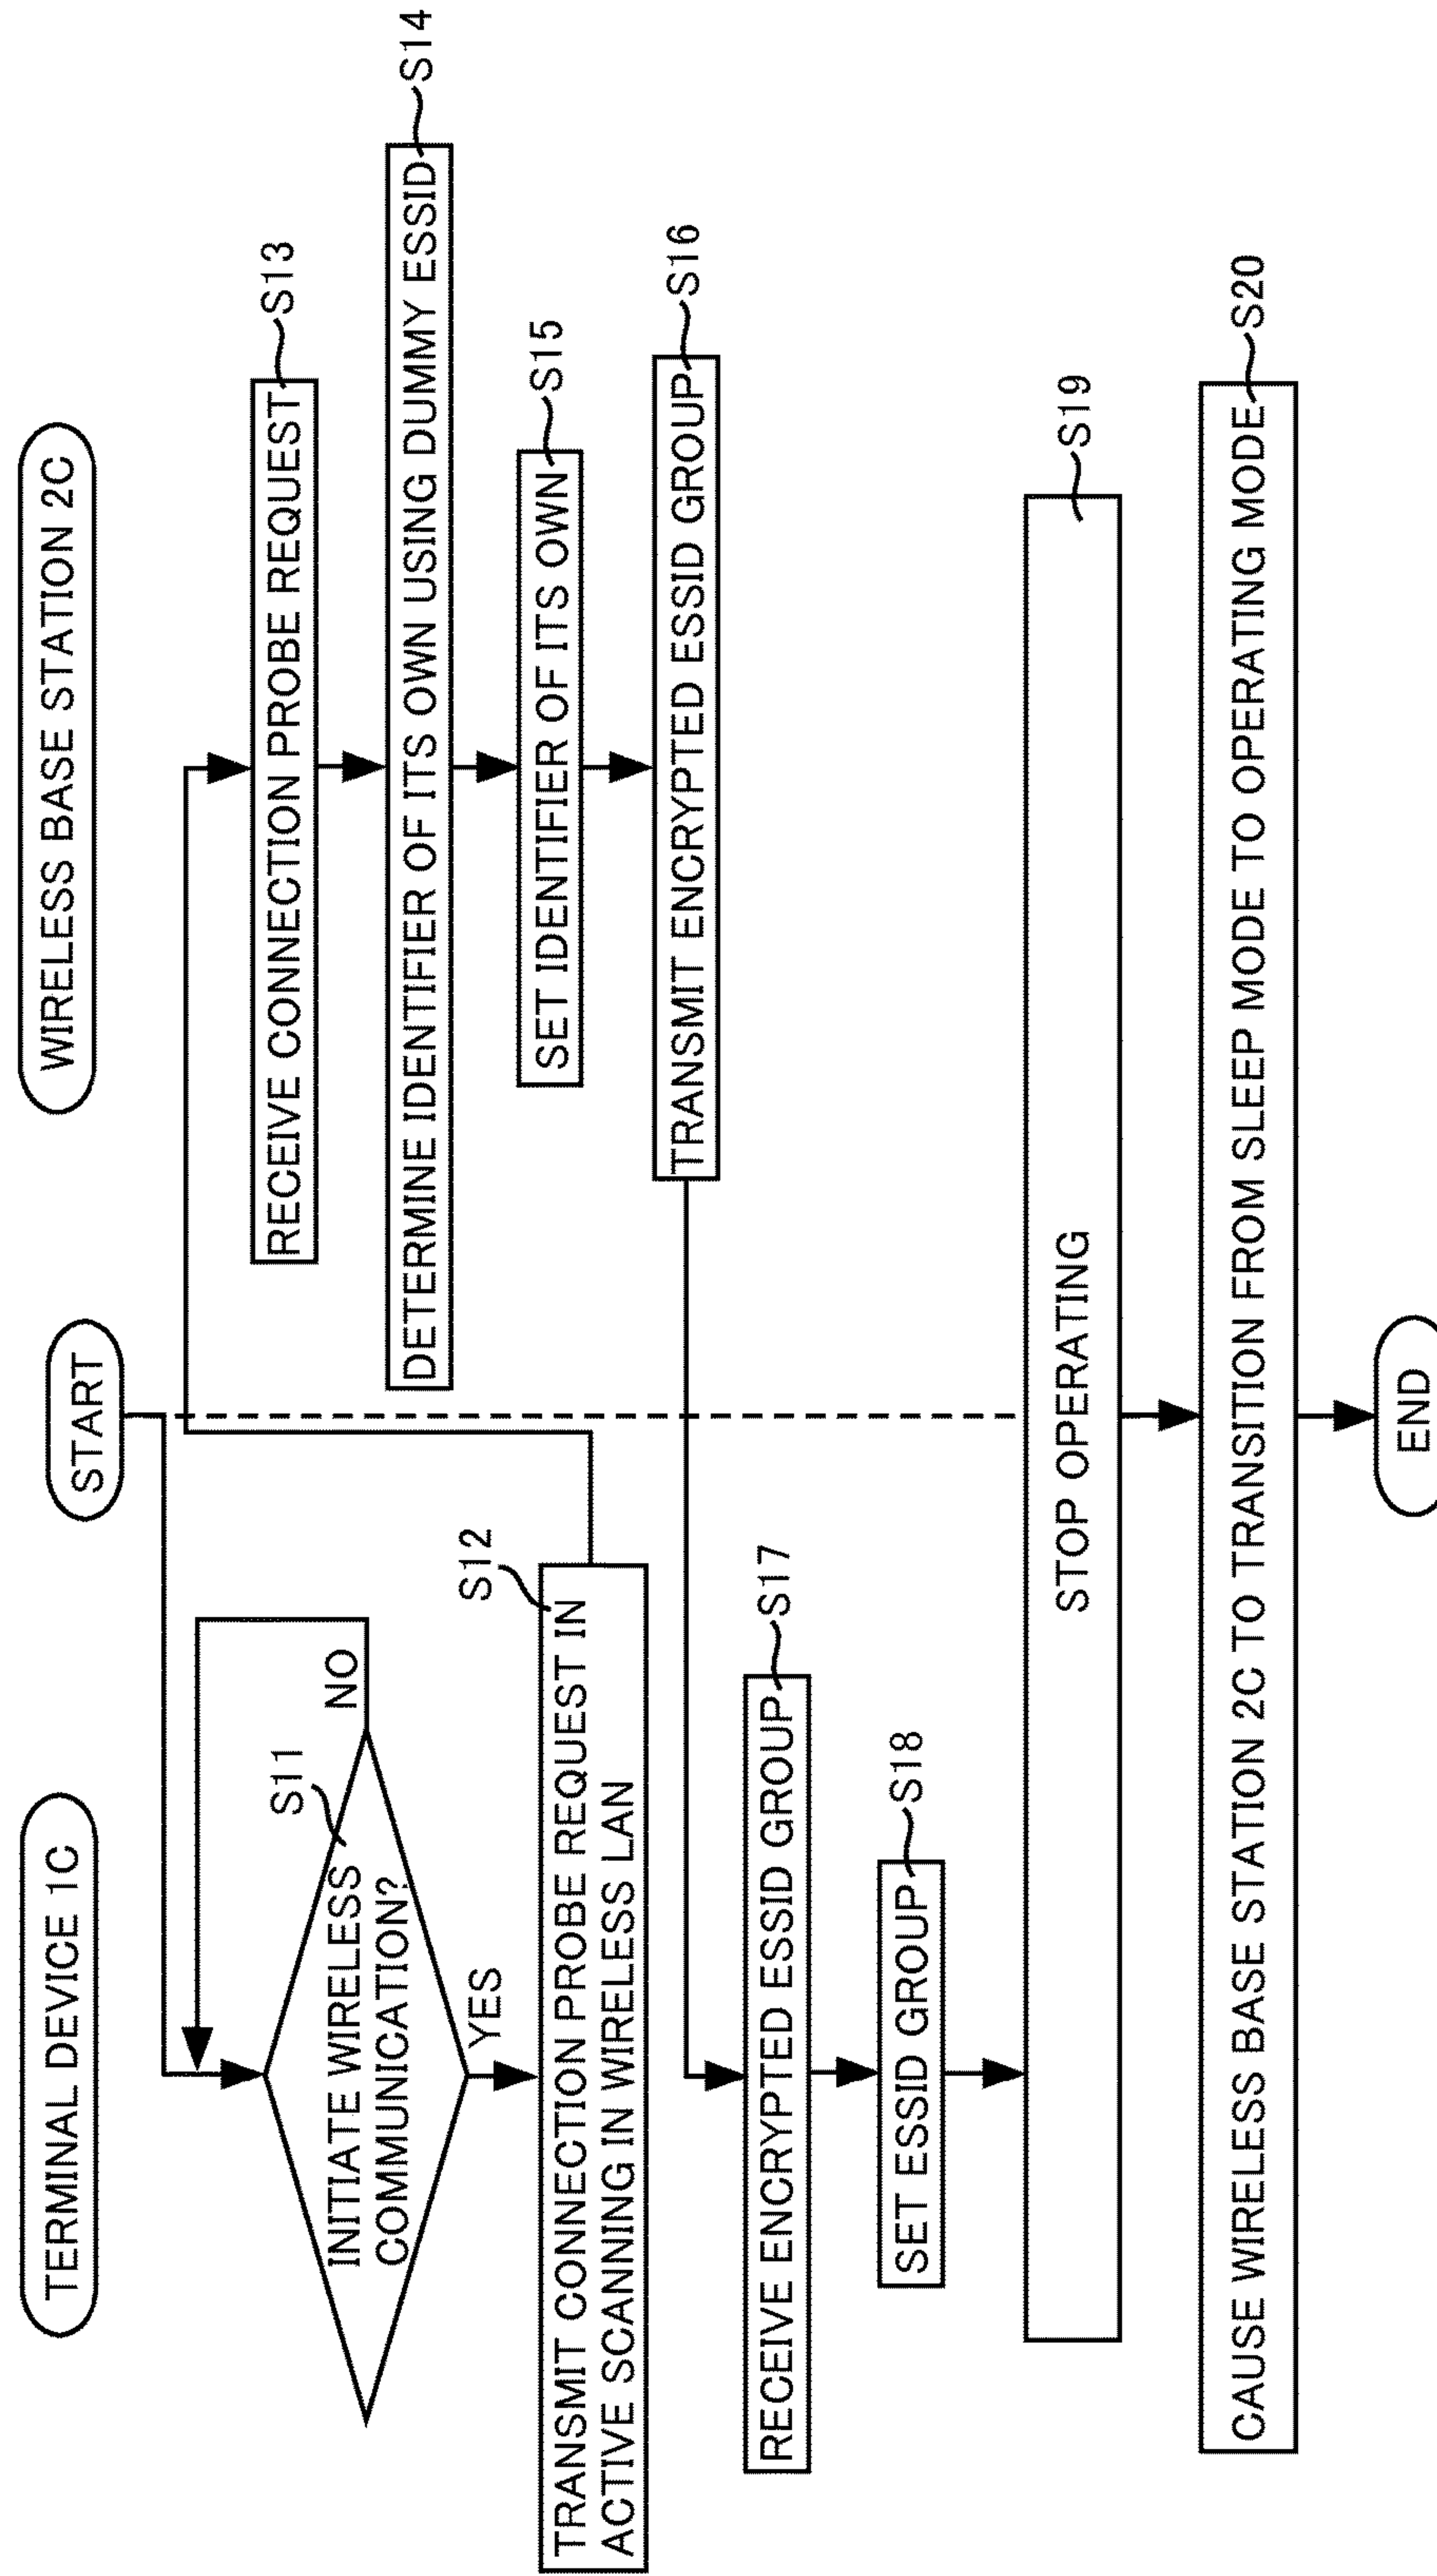 START
TERMINAL DEVICE 1C
WIRELESS BASE STATION 2C
S11
INITIATE WIRELESS
COMMUNICATION?
NO
YES
S12
TRANSMIT CONNECTION PROBE REQUEST IN
ACTIVE SCANNING IN WIRELESS LAN
RECEIVE CONNECTION PROBE REQUEST
S13
DETERMINE IDENTIFIER OF ITS OWN USING DUMMY ESSID
S14
SET IDENTIFIER OF ITS OWN
S15
TRANSMIT ENCRYPTED ESSID GROUP
S16
RECEIVE ENCRYPTED ESSID GROUP
S17
SET ESSID GROUP
S18
STOP OPERATING
S19
CAUSE WIRELESS BASE STATION 2C TO TRANSITION FROM SLEEP MODE TO OPERATING MODE
S20
END